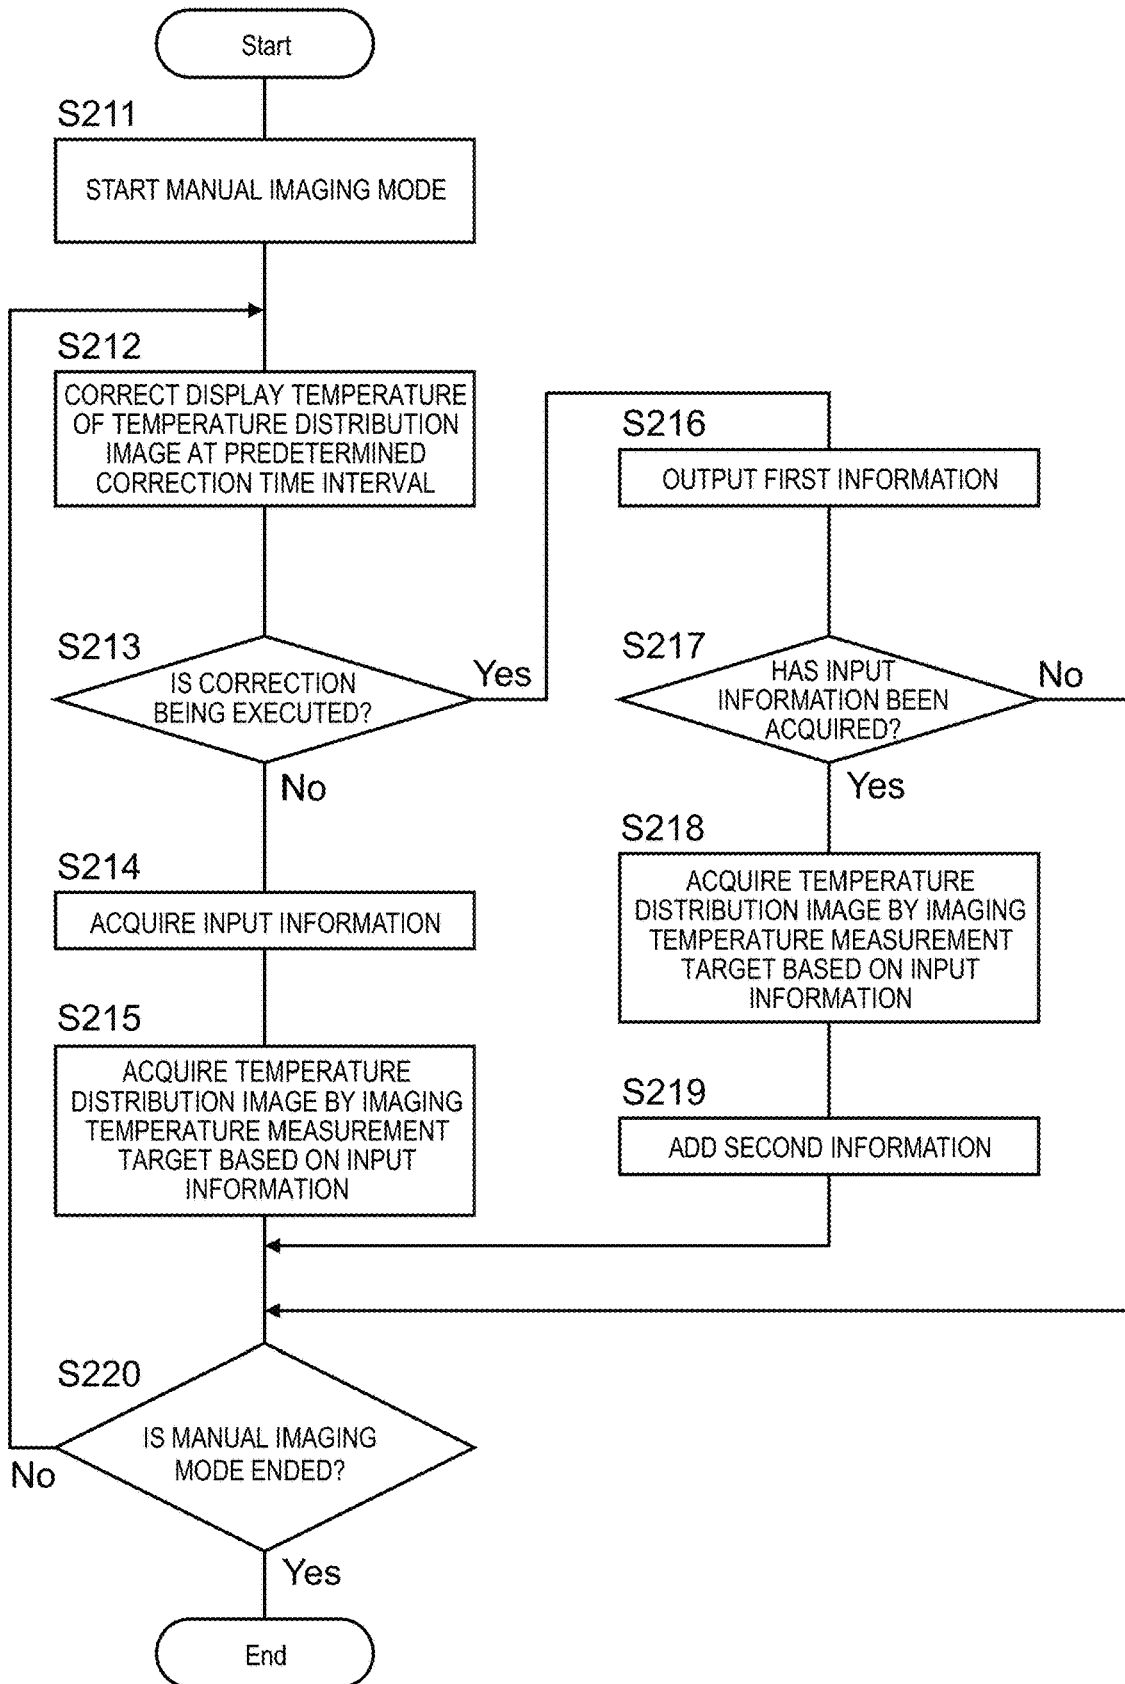 Start
S211
START MANUAL IMAGING MODE
S212
CORRECT DISPLAY TEMPERATURE
OF TEMPERATURE DISTRIBUTION
IMAGE AT PREDETERMINED
CORRECTION TIME INTERVAL
S213
IS CORRECTION
BEING EXECUTED?
Yes
No
S214
ACQUIRE INPUT INFORMATION
S215
ACQUIRE TEMPERATURE
DISTRIBUTION IMAGE BY IMAGING
TEMPERATURE MEASUREMENT
TARGET BASED ON INPUT
INFORMATION
S216
OUTPUT FIRST INFORMATION
S217
HAS INPUT
INFORMATION BEEN
ACQUIRED?
No
Yes
S218
ACQUIRE TEMPERATURE
DISTRIBUTION IMAGE BY IMAGING
TEMPERATURE MEASUREMENT
TARGET BASED ON INPUT
INFORMATION
S219
ADD SECOND INFORMATION
S220
IS MANUAL IMAGING
MODE ENDED?
No
Yes
End